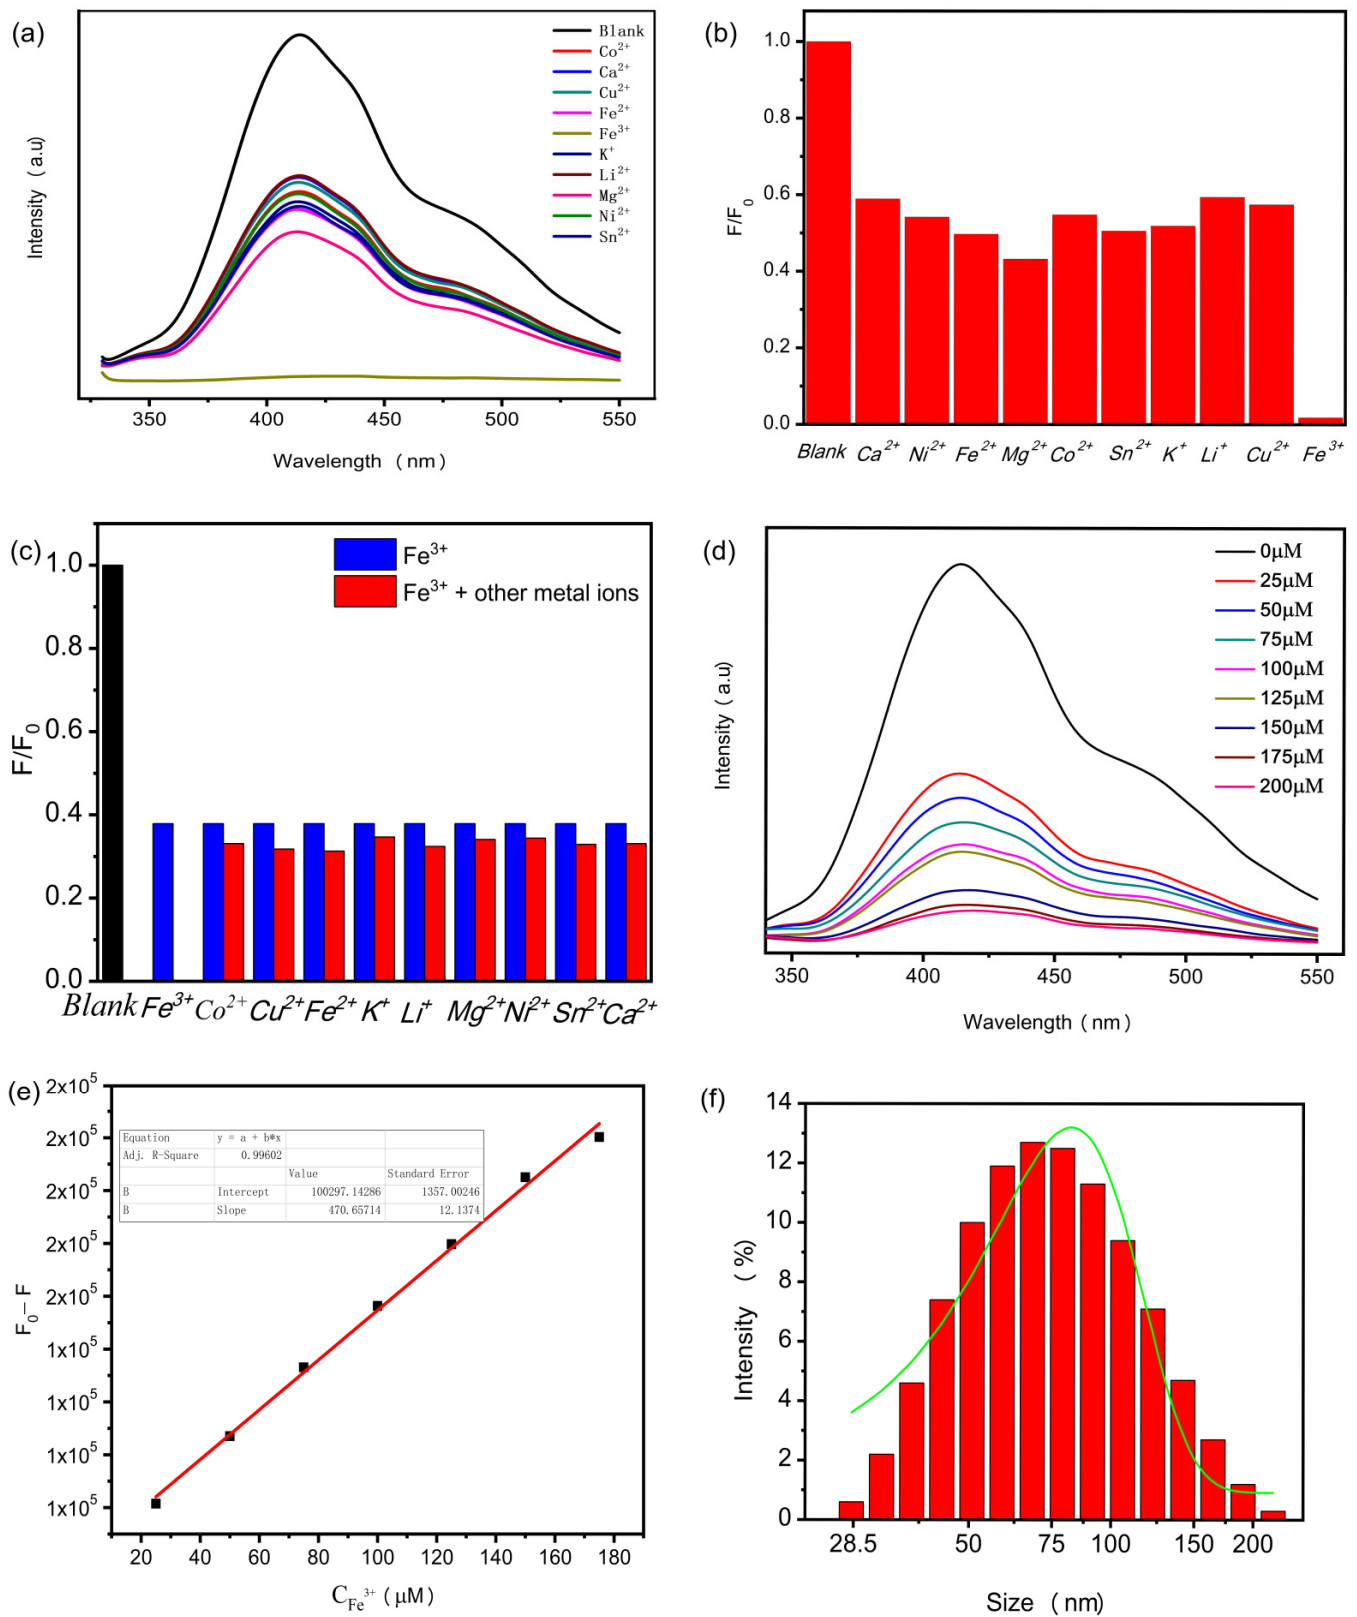 (a)
Intensity (a.u)
Blank
Co2+
Ca2+
Cu2+
Fe2+
Fe3+
K+
Li2+
Mg2+
Ni2+
Sn2+
350 400 450 500 550
Wavelength (nm)
(b)
F/F0
1.0
0.8
0.6
0.4
0.2
0.0
Blank Ca2+ Ni2+ Fe2+ Mg2+ Co2+ Sn2+ K+ Li+ Cu2+ Fe3+
(c)
F/F0
1.0
0.8
0.6
0.4
0.2
0.0
Fe3+
Fe3+ + other metal ions
Blank Fe3+ Co2+ Cu2+ Fe2+ K+ Li+ Mg2+ Ni2+ Sn2+ Ca2+
(d)
Intensity (a.u)
0μM
25μM
50μM
75μM
100μM
125μM
150μM
175μM
200μM
350 400 450 500 550
Wavelength (nm)
(e)
F0−F
2x10^5
2x10^5
2x10^5
2x10^5
2x10^5
1x10^5
1x10^5
1x10^5
1x10^5
Equation y = a + b*x
Adj. R-Square 0.99602
Value Standard Error
B Intercept 100297.14286 1357.00246
B Slope 470.65714 12.1374
20 40 60 80 100 120 140 160 180
CFe3+ (μM)
(f)
Intensity (%)
14
12
10
8
6
4
2
0
28.5 50 75 100 150 200
Size (nm)